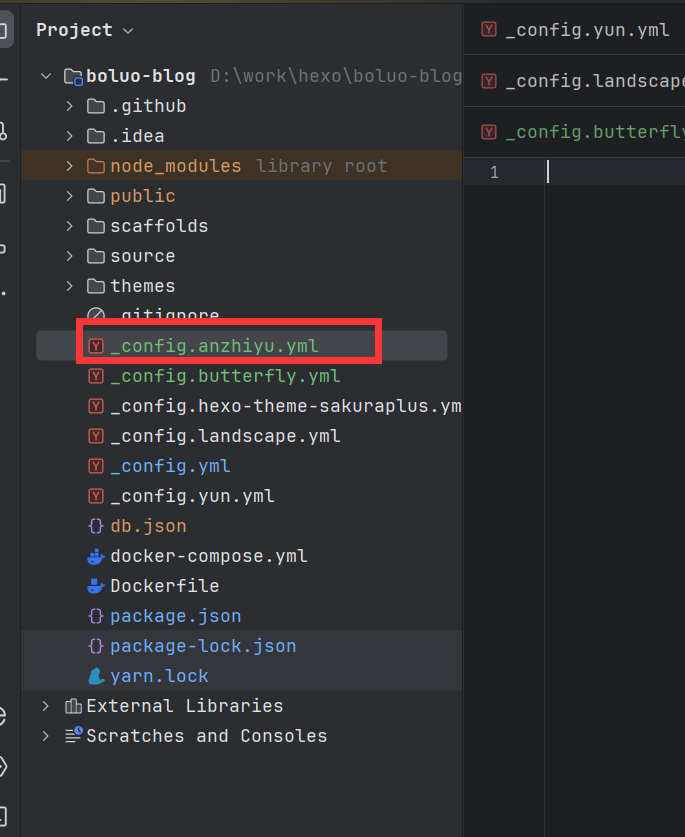 Project
boluo-blog D:\work\hexo\boluo-blog
.github
.idea
node_modules library root
public
scaffolds
source
themes
.gitignore
_config.anzhiyu.yml
_config.butterfly.yml
_config.hexo-theme-sakuraplus.ym
_config.landscape.yml
_config.yml
_config.yun.yml
db.json
docker-compose.yml
Dockerfile
package.json
package-lock.json
yarn.lock
External Libraries
Scratches and Consoles
_config.yun.yml
_config.landscape
_config.butterfly
1